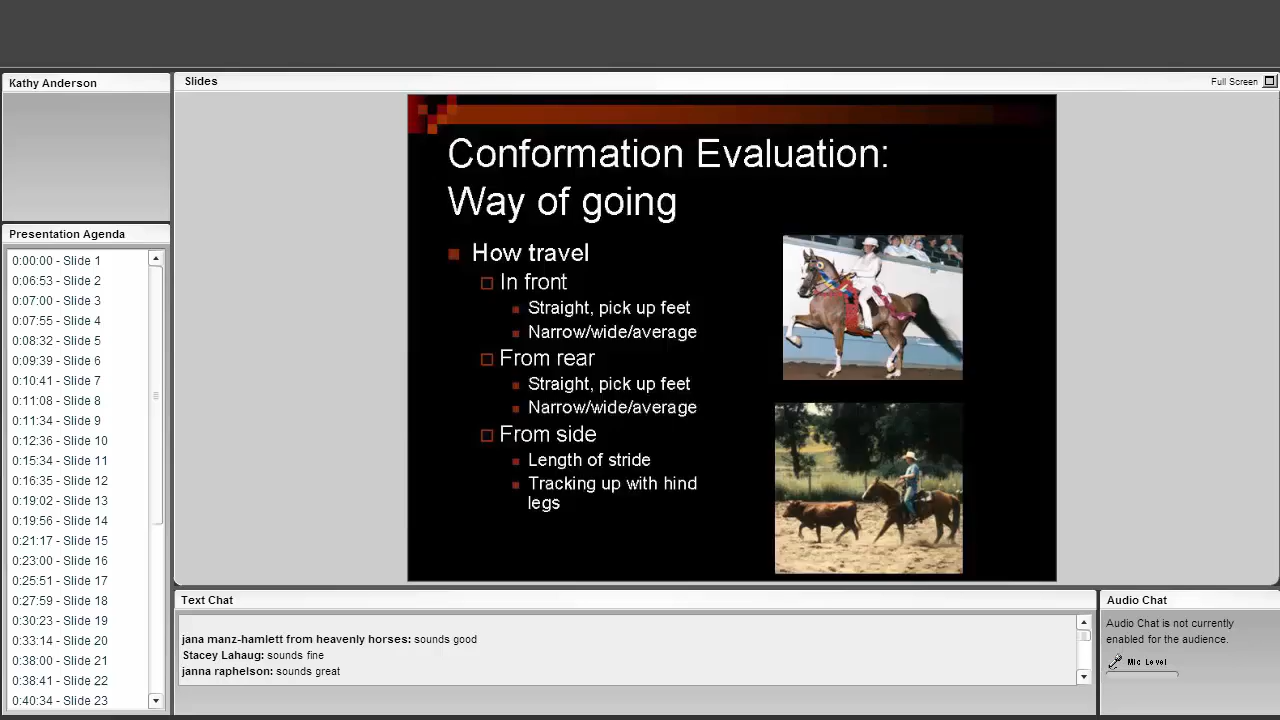 Kathy Anderson
Slides
Full Screen
Conformation Evaluation:
Way of going
How travel
In front
Straight, pick up feet
Narrow/wide/average
From rear
Straight, pick up feet
Narrow/wide/average
From side
Length of stride
Tracking up with hind
legs
Presentation Agenda
0:00:00 - Slide 1
0:06:53 - Slide 2
0:07:00 - Slide 3
0:07:55 - Slide 4
0:08:32 - Slide 5
0:09:39 - Slide 6
0:10:41 - Slide 7
0:11:08 - Slide 8
0:11:34 - Slide 9
0:12:36 - Slide 10
0:15:34 - Slide 11
0:16:35 - Slide 12
0:19:02 - Slide 13
0:19:56 - Slide 14
0:21:17 - Slide 15
0:23:00 - Slide 16
0:25:51 - Slide 17
0:27:59 - Slide 18
0:30:23 - Slide 19
0:33:14 - Slide 20
0:38:00 - Slide 21
0:38:41 - Slide 22
0:40:34 - Slide 23
Text Chat
jana manz-hamlett from heavenly horses: sounds good
Stacey Lahaug: sounds fine
janna raphelson: sounds great
Audio Chat
Audio Chat is not currently
enabled for the audience.
Mic Level